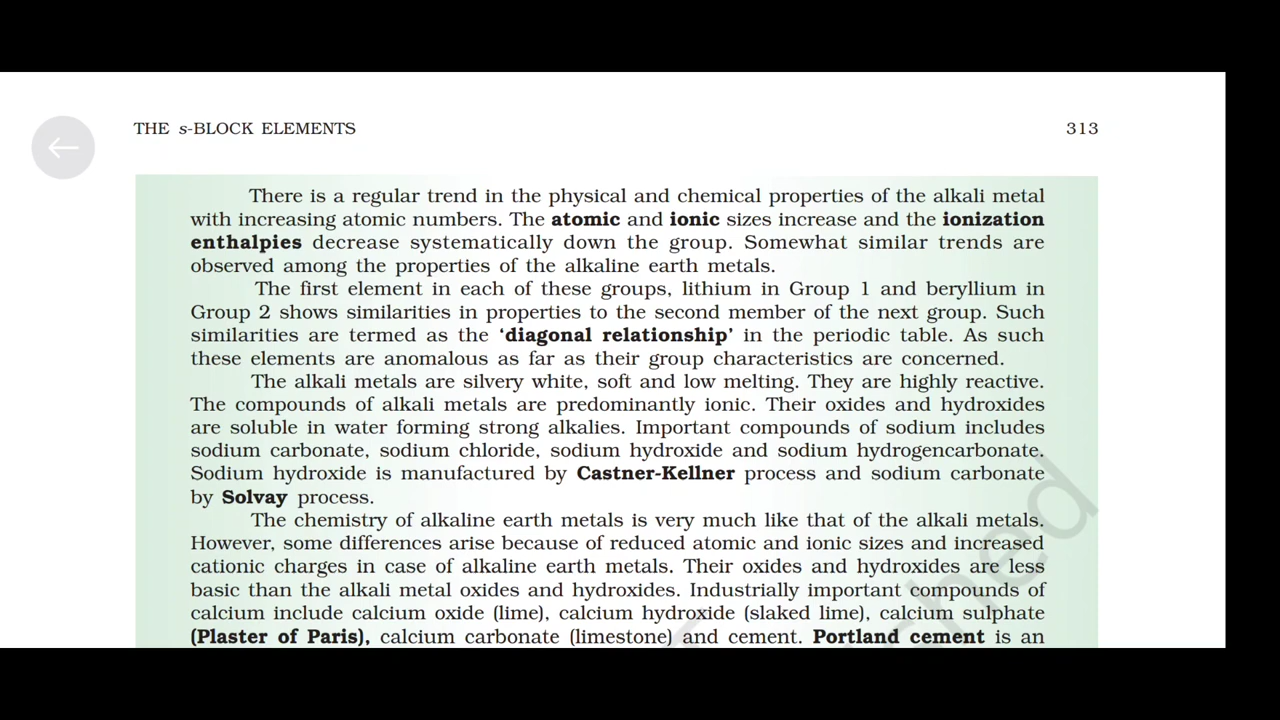 THE s-BLOCK ELEMENTS 313
There is a regular trend in the physical and chemical properties of the alkali metal
with increasing atomic numbers. The atomic and ionic sizes increase and the ionization
enthalpies decrease systematically down the group. Somewhat similar trends are
observed among the properties of the alkaline earth metals.
The first element in each of these groups, lithium in Group 1 and beryllium in
Group 2 shows similarities in properties to the second member of the next group. Such
similarities are termed as the ‘diagonal relationship’ in the periodic table. As such
these elements are anomalous as far as their group characteristics are concerned.
The alkali metals are silvery white, soft and low melting. They are highly reactive.
The compounds of alkali metals are predominantly ionic. Their oxides and hydroxides
are soluble in water forming strong alkalies. Important compounds of sodium includes
sodium carbonate, sodium chloride, sodium hydroxide and sodium hydrogencarbonate.
Sodium hydroxide is manufactured by Castner-Kellner process and sodium carbonate
by Solvay process.
The chemistry of alkaline earth metals is very much like that of the alkali metals.
However, some differences arise because of reduced atomic and ionic sizes and increased
cationic charges in case of alkaline earth metals. Their oxides and hydroxides are less
basic than the alkali metal oxides and hydroxides. Industrially important compounds of
calcium include calcium oxide (lime), calcium hydroxide (slaked lime), calcium sulphate
(Plaster of Paris), calcium carbonate (limestone) and cement. Portland cement is an